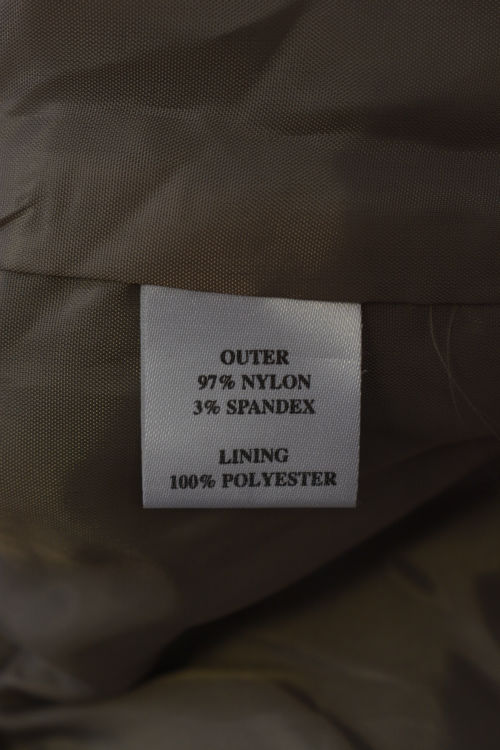 OUTER
97% NYLON
3% SPANDEX
LINING
100% POLYESTER